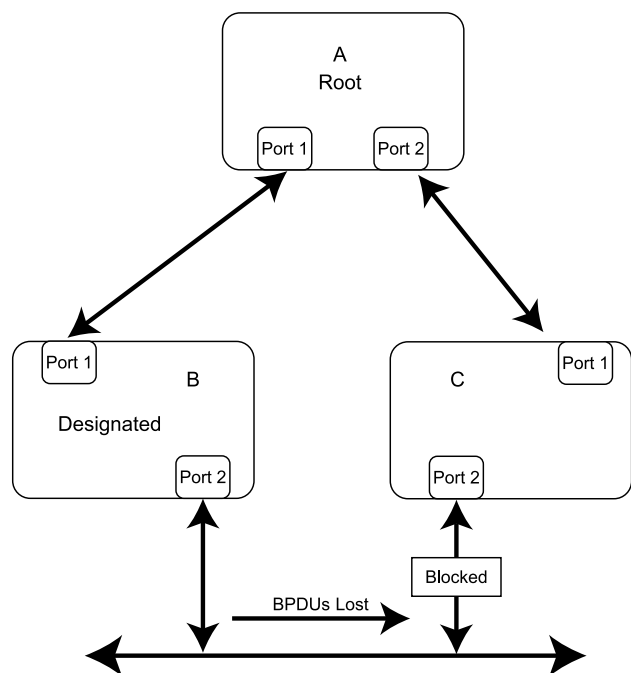 A
Root
Port 1
Port 2
Port 1
B
Designated
Port 2
C
Port 1
Port 2
Blocked
BPDUs Lost